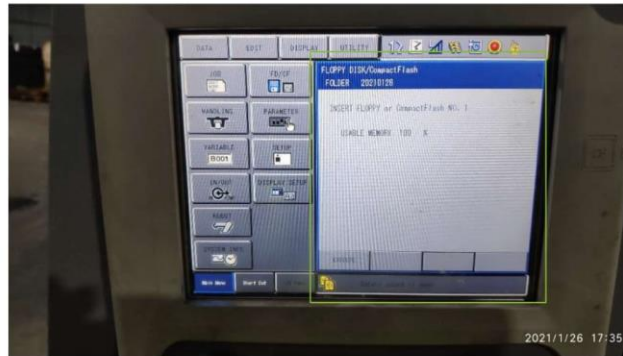 DATA EDIT DISPLAY UTILITY
JOB FD/CF
HANDLING PARAMETER
VARIABLE SETUP
B001
IN/OUT DISPLAY SETUP
ROBOT
SYSTEM INFO
FLOPPY DISK/CompactFlash
FOLDER 20210126
INSERT FLOPPY or CompactFlash NO. 1
USABLE MEMORY 100 %
Main Menu Short Cut
2021/1/26 17:35